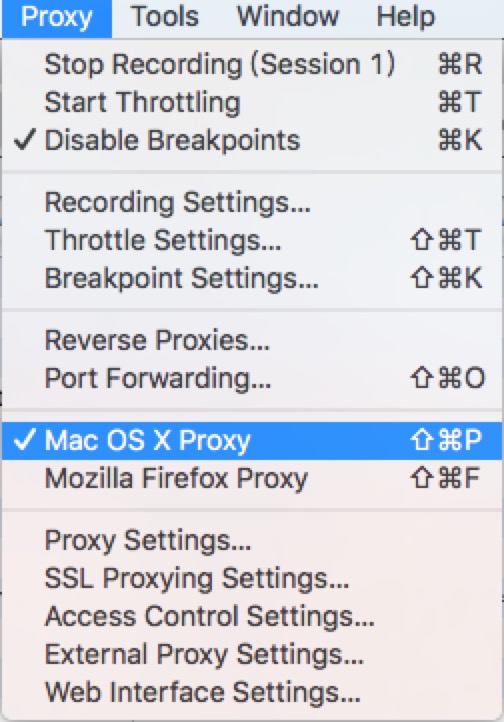 Proxy Tools Window Help
Stop Recording (Session 1) ⌘R
Start Throttling ⌘T
✓ Disable Breakpoints ⌘K
Recording Settings...
Throttle Settings... ⇧⌘T
Breakpoint Settings... ⇧⌘K
Reverse Proxies...
Port Forwarding... ⇧⌘O
✓ Mac OS X Proxy ⇧⌘P
Mozilla Firefox Proxy ⇧⌘F
Proxy Settings...
SSL Proxying Settings...
Access Control Settings...
External Proxy Settings...
Web Interface Settings...